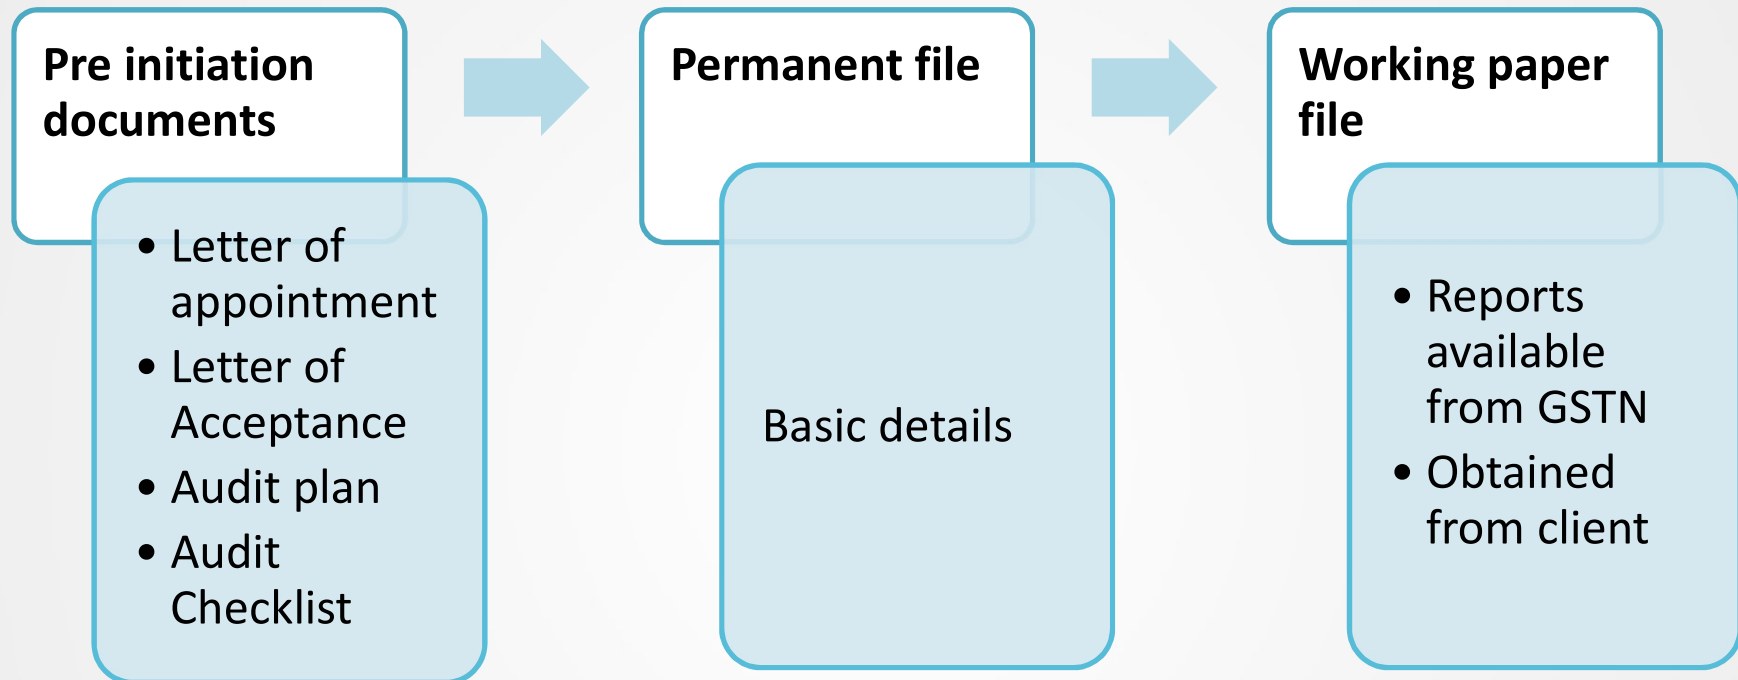 Pre initiation
documents
• Letter of
appointment
• Letter of
Acceptance
• Audit plan
• Audit
Checklist
Permanent file
Basic details
Working paper
file
• Reports
available
from GSTN
• Obtained
from client